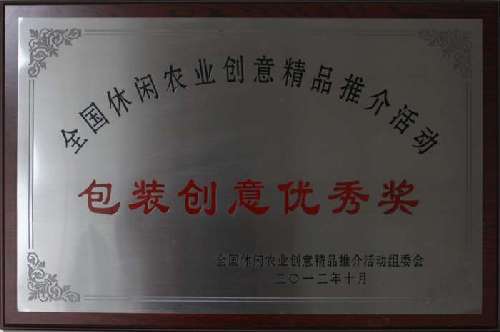 全国休闲农业创意精品推介活动
包装创意优秀奖
全国休闲农业创意精品推介活动组委会
二〇一二年十月